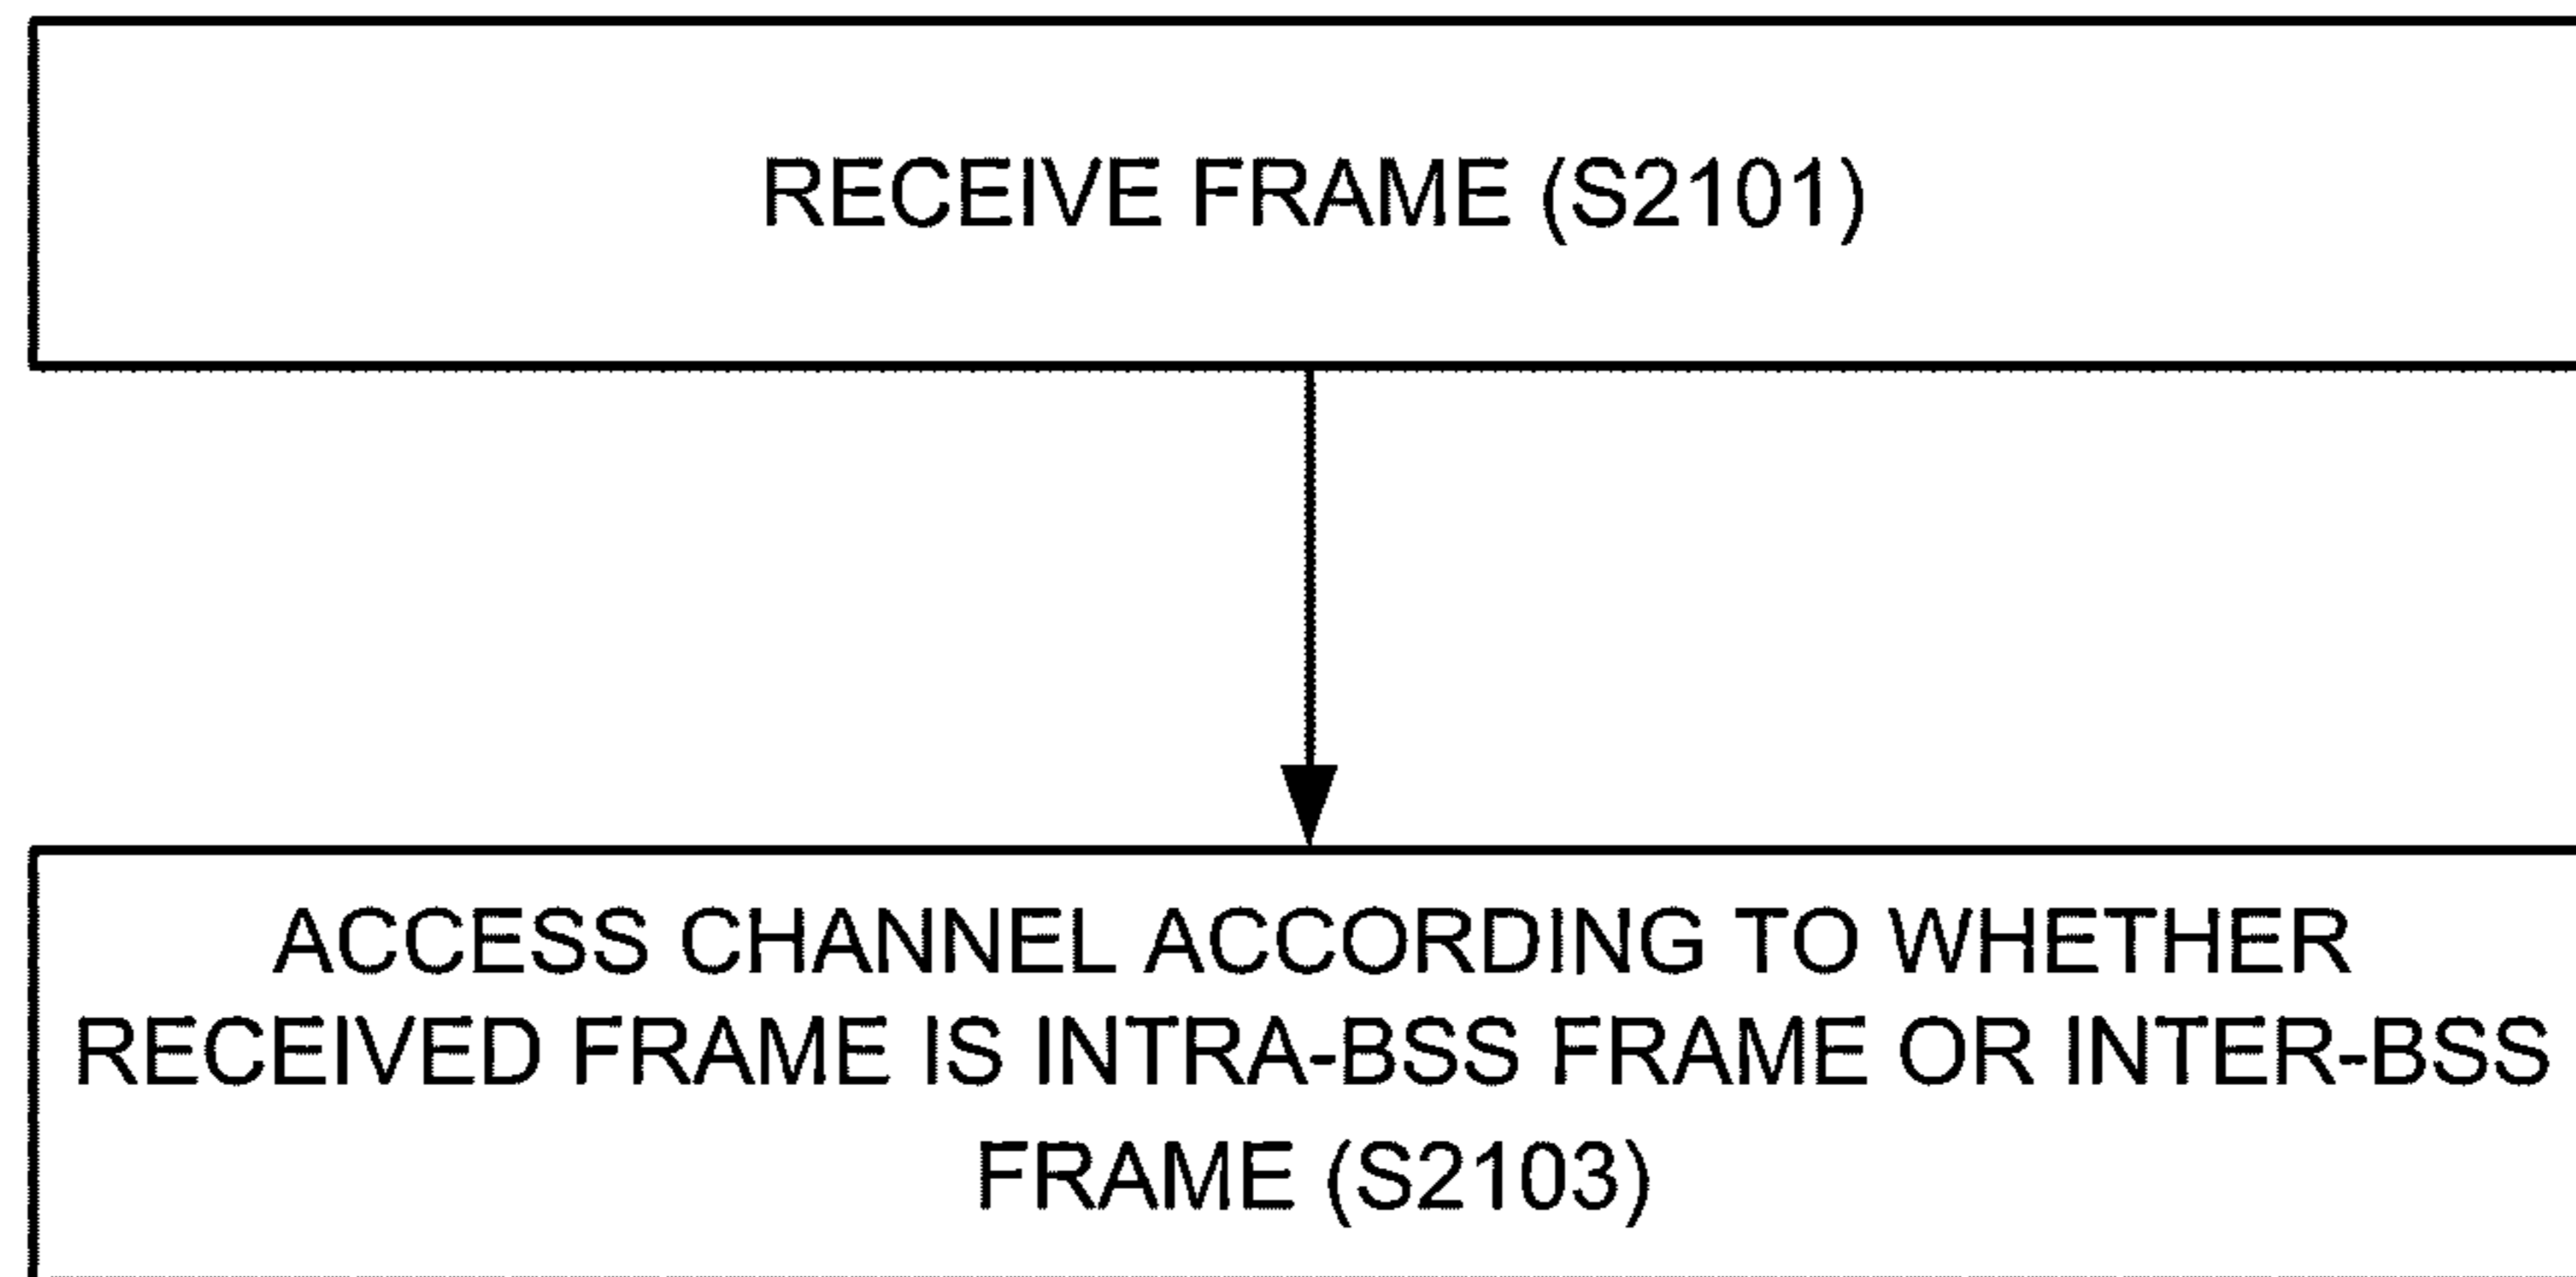 RECEIVE FRAME (S2101)
ACCESS CHANNEL ACCORDING TO WHETHER
RECEIVED FRAME IS INTRA-BSS FRAME OR INTER-BSS
FRAME (S2103)